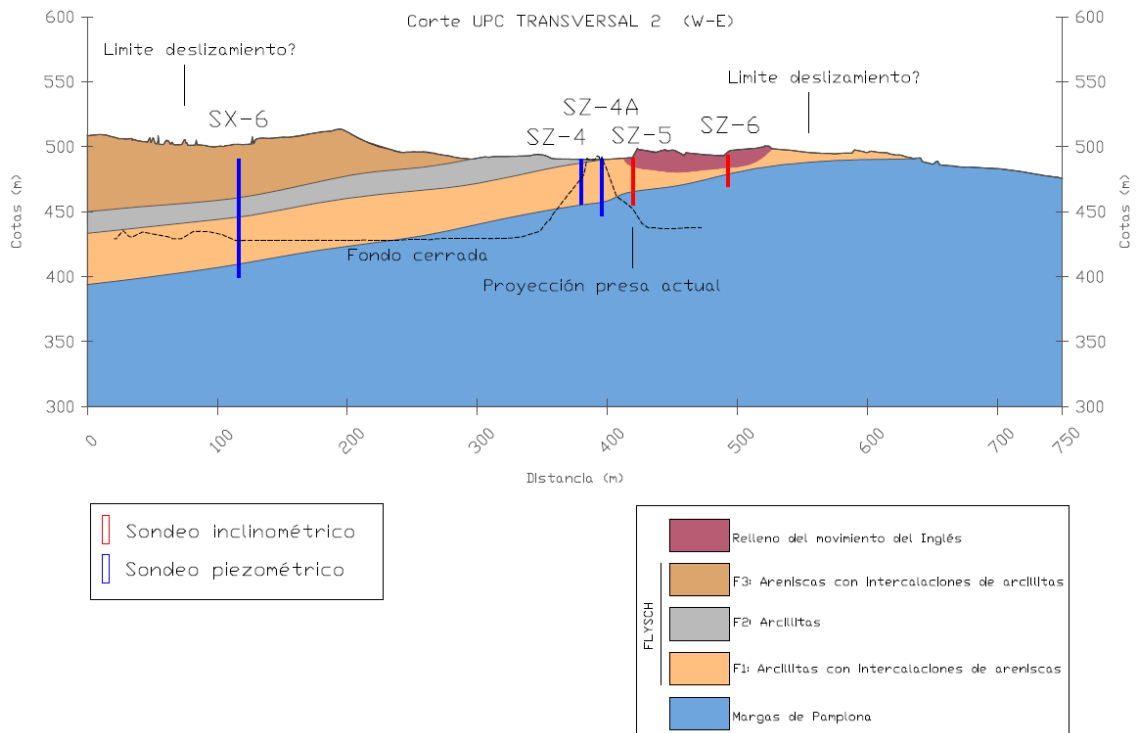 Corte UPC TRANSVERSAL 2 (W-E)
600
550
500
450
400
350
300
Cotas (m)
600
550
500
450
400
350
300
Cotas (m)
Limite deslizamiento?
Limite deslizamiento?
SX-6
SZ-4
SZ-4A
SZ-5
SZ-6
Fondo cerrada
Proyección presa actual
0
100
200
300
400
500
600
700
750
Distancia (m)
Sondeo inclinométrico
Sondeo piezométrico
Relleno del movimiento del Inglés
FLYSCH
F3: Areniscas con intercalaciones de arcillitas
F2: Arcillitas
F1: Arcillitas con intercalaciones de areniscas
Margas de Pamplona